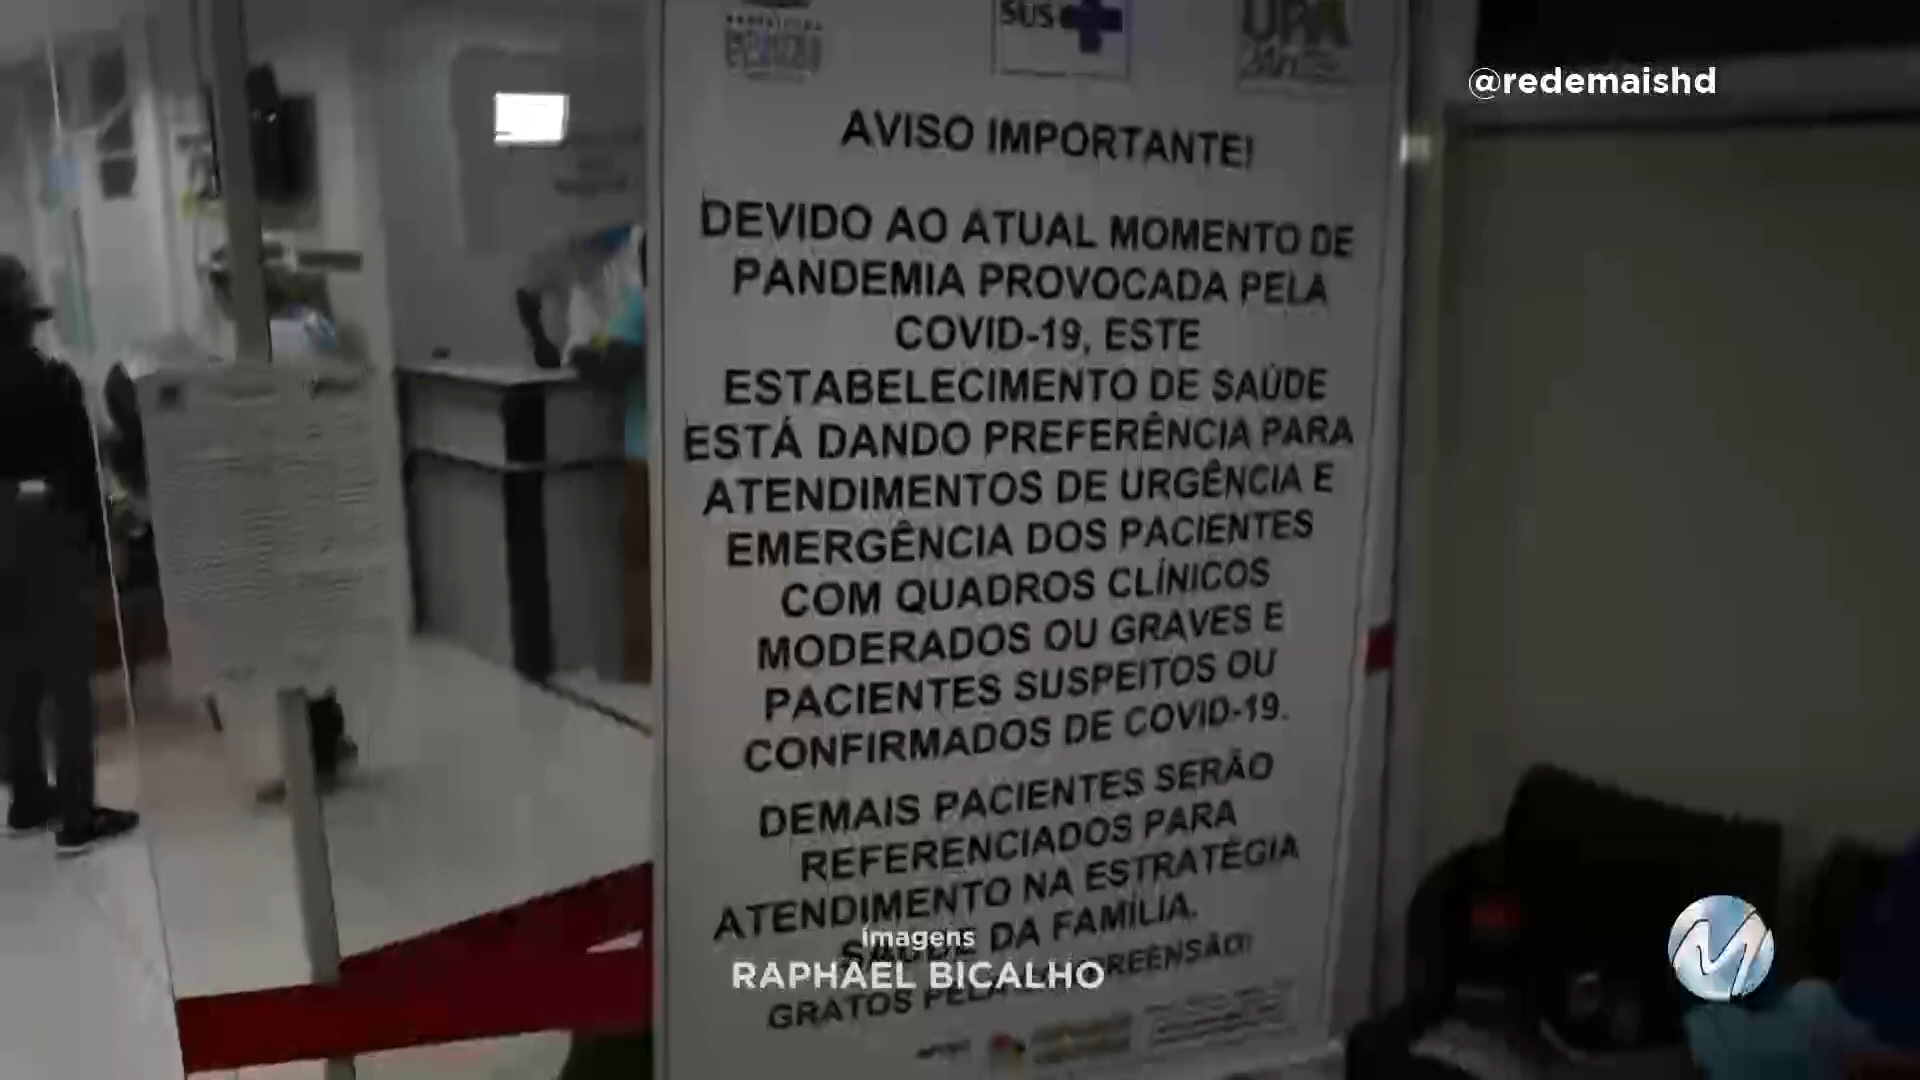 SUS
UPA
@redemaishd
AVISO IMPORTANTE!
DEVIDO AO ATUAL MOMENTO DE
PANDEMIA PROVOCADA PELA
COVID-19, ESTE
ESTABELECIMENTO DE SAÚDE
ESTÁ DANDO PREFERÊNCIA PARA
ATENDIMENTOS DE URGÊNCIA E
EMERGÊNCIA DOS PACIENTES
COM QUADROS CLÍNICOS
MODERADOS OU GRAVES E
PACIENTES SUSPEITOS OU
CONFIRMADOS DE COVID-19.
DEMAIS PACIENTES SERÃO
REFERENCIADOS PARA
ATENDIMENTO NA ESTRATÉGIA
SAÚDE DA FAMÍLIA.
GRATOS PELA COMPREENSÃO!
imagens
RAPHAEL BICALHO
M